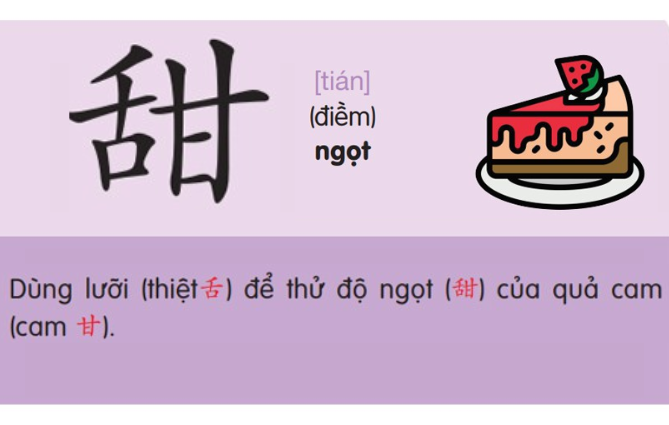 甜
[tián]
(điềm)
ngọt
Dùng lưỡi (thiệt舌) để thử độ ngọt (甜) của quả cam
(cam 甘).